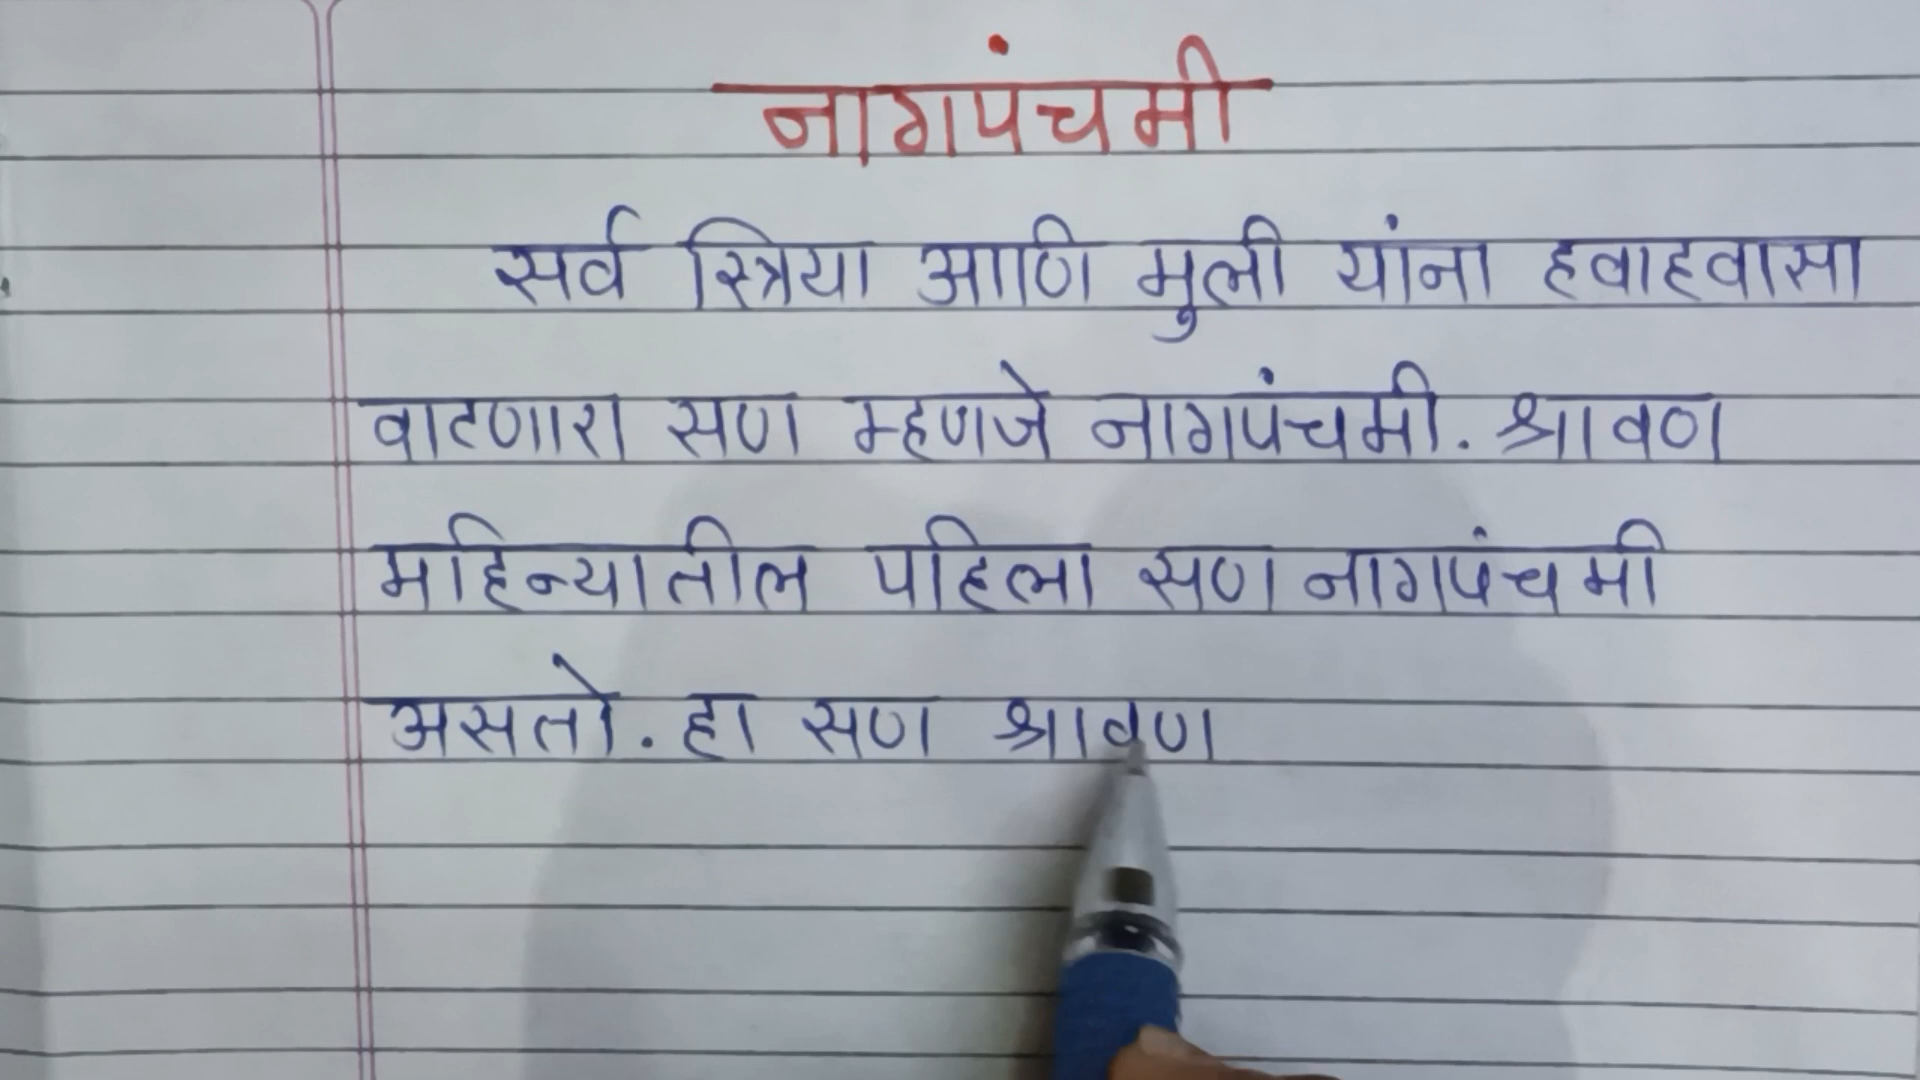 नागपंचमी
सर्व स्त्रिया आणि मुली यांना हवाहवासा
वाटणारा सण म्हणजे नागपंचमी. श्रावण
महिन्यातील पहिला सण नागपंचमी
असतो. हा सण श्रावण